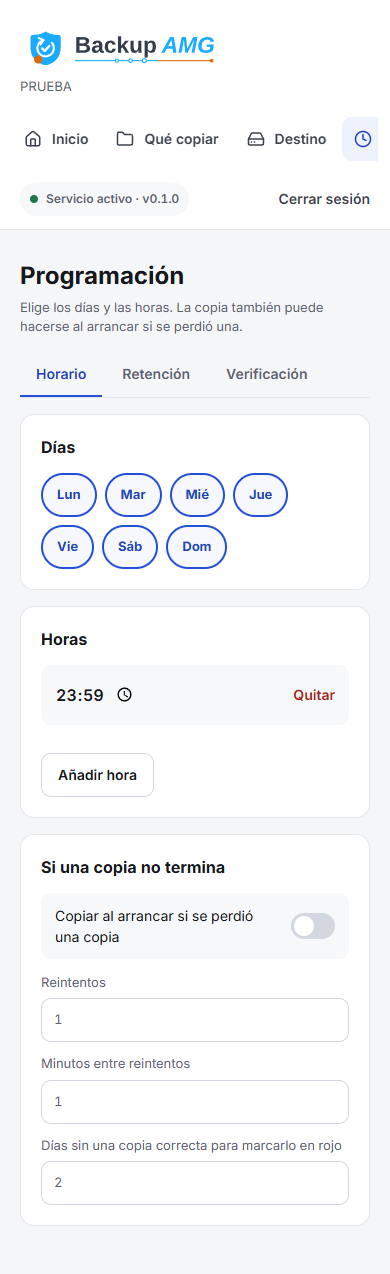 Backup AMG
PRUEBA
Inicio
Qué copiar
Destino
Servicio activo · v0.1.0
Cerrar sesión
Programación
Elige los días y las horas. La copia también puede
hacerse al arrancar si se perdió una.
Horario
Retención
Verificación
Días
Lun
Mar
Mié
Jue
Vie
Sáb
Dom
Horas
23:59
Quitar
Añadir hora
Si una copia no termina
Copiar al arrancar si se perdió
una copia
Reintentos
1
Minutos entre reintentos
1
Días sin una copia correcta para marcarlo en rojo
2